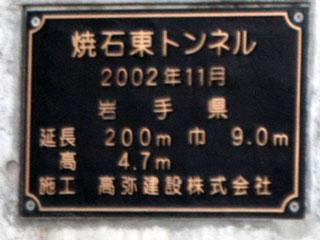 焼石東トンネル
2002年11月
岩手県
延長 200m 巾 9.0m
高 4.7m
施工 高弥建設株式会社